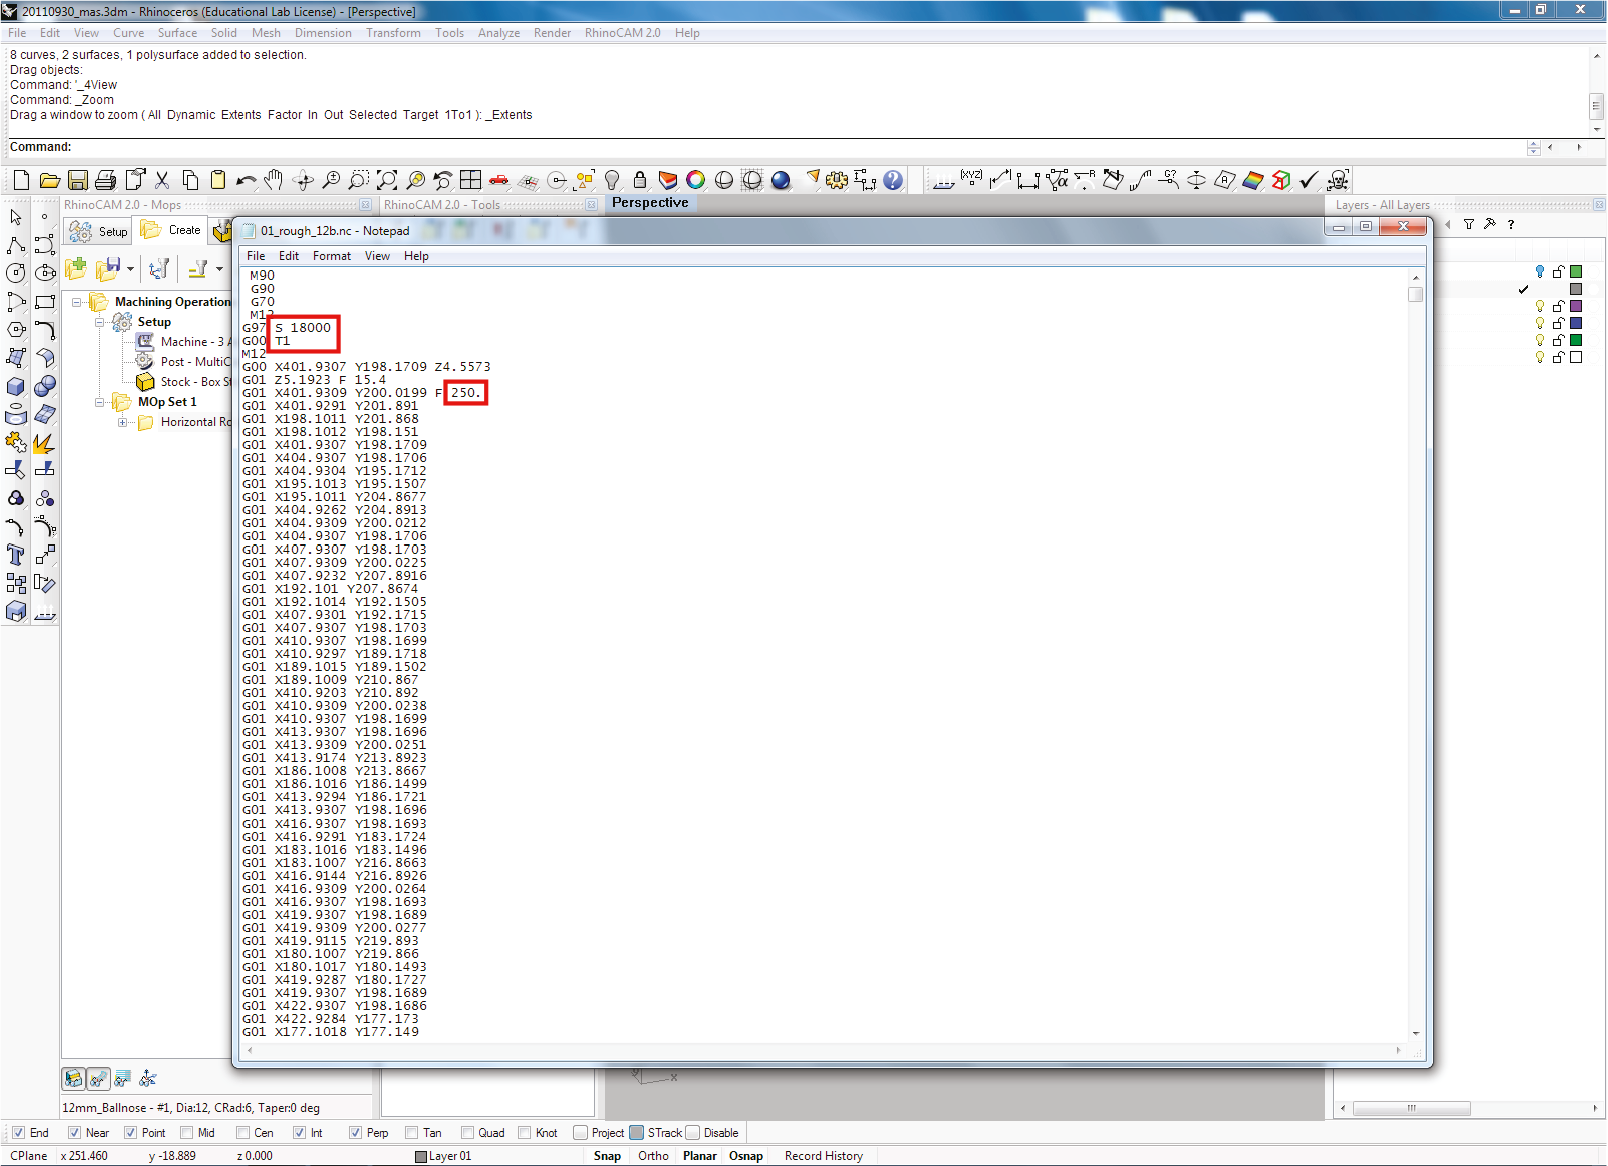 20110930_mas.3dm - Rhinoceros (Educational Lab License) - [Perspective]
File Edit View Curve Surface Solid Mesh Dimension Transform Tools Analyze Render RhinoCAM 2.0 Help
8 curves, 2 surfaces, 1 polysurface added to selection.
Drag objects:
Command: '_4View
Command: _Zoom
Drag a window to zoom ( All Dynamic Extents Factor In Out Selected Target 1To1 ): _Extents
Command:
RhinoCAM 2.0 - Mops
RhinoCAM 2.0 - Tools
Perspective
Layers - All Layers
Setup Create
Machining Operation
Setup
Machine - 3 A
Post - MultiC
Stock - Box St
MOp Set 1
Horizontal Ro
01_rough_12b.nc - Notepad
File Edit Format View Help
M90
G90
G70
M12
G97 S 18000
G00 T1
M12
G00 X401.9307 Y198.1709 Z4.5573
G01 Z5.1923 F 15.4
G01 X401.9309 Y200.0199 F 250.
G01 X401.9291 Y201.891
G01 X198.1011 Y201.868
G01 X198.1012 Y198.151
G01 X401.9307 Y198.1709
G01 X404.9307 Y198.1706
G01 X404.9304 Y195.1712
G01 X195.1013 Y195.1507
G01 X195.1011 Y204.8677
G01 X404.9262 Y204.8913
G01 X404.9309 Y200.0212
G01 X404.9307 Y198.1706
G01 X407.9307 Y198.1703
G01 X407.9309 Y200.0225
G01 X407.9232 Y207.8916
G01 X192.101 Y207.8674
G01 X192.1014 Y192.1505
G01 X407.9301 Y192.1715
G01 X407.9307 Y198.1703
G01 X410.9307 Y198.1699
G01 X410.9297 Y189.1718
G01 X189.1015 Y189.1502
G01 X189.1009 Y210.867
G01 X410.9203 Y210.892
G01 X410.9309 Y200.0238
G01 X410.9307 Y198.1699
G01 X413.9307 Y198.1696
G01 X413.9309 Y200.0251
G01 X413.9174 Y213.8923
G01 X186.1008 Y213.8667
G01 X186.1016 Y186.1499
G01 X413.9294 Y186.1721
G01 X413.9307 Y198.1696
G01 X416.9307 Y198.1693
G01 X416.9291 Y183.1724
G01 X183.1016 Y183.1496
G01 X183.1007 Y216.8663
G01 X416.9144 Y216.8926
G01 X416.9309 Y200.0264
G01 X416.9307 Y198.1693
G01 X419.9307 Y198.1689
G01 X419.9309 Y200.0277
G01 X419.9115 Y219.893
G01 X180.1007 Y219.866
G01 X180.1017 Y180.1493
G01 X419.9287 Y180.1727
G01 X419.9307 Y198.1689
G01 X422.9307 Y198.1686
G01 X422.9284 Y177.173
G01 X177.1018 Y177.149
x
12mm_Ballnose - #1, Dia:12, CRad:6, Taper:0 deg
End Near Point Mid Cen Int Perp Tan Quad Knot Project STrack Disable
CPlane x 251.460 y -18.889 z 0.000 Layer 01 Snap Ortho Planar Osnap Record History